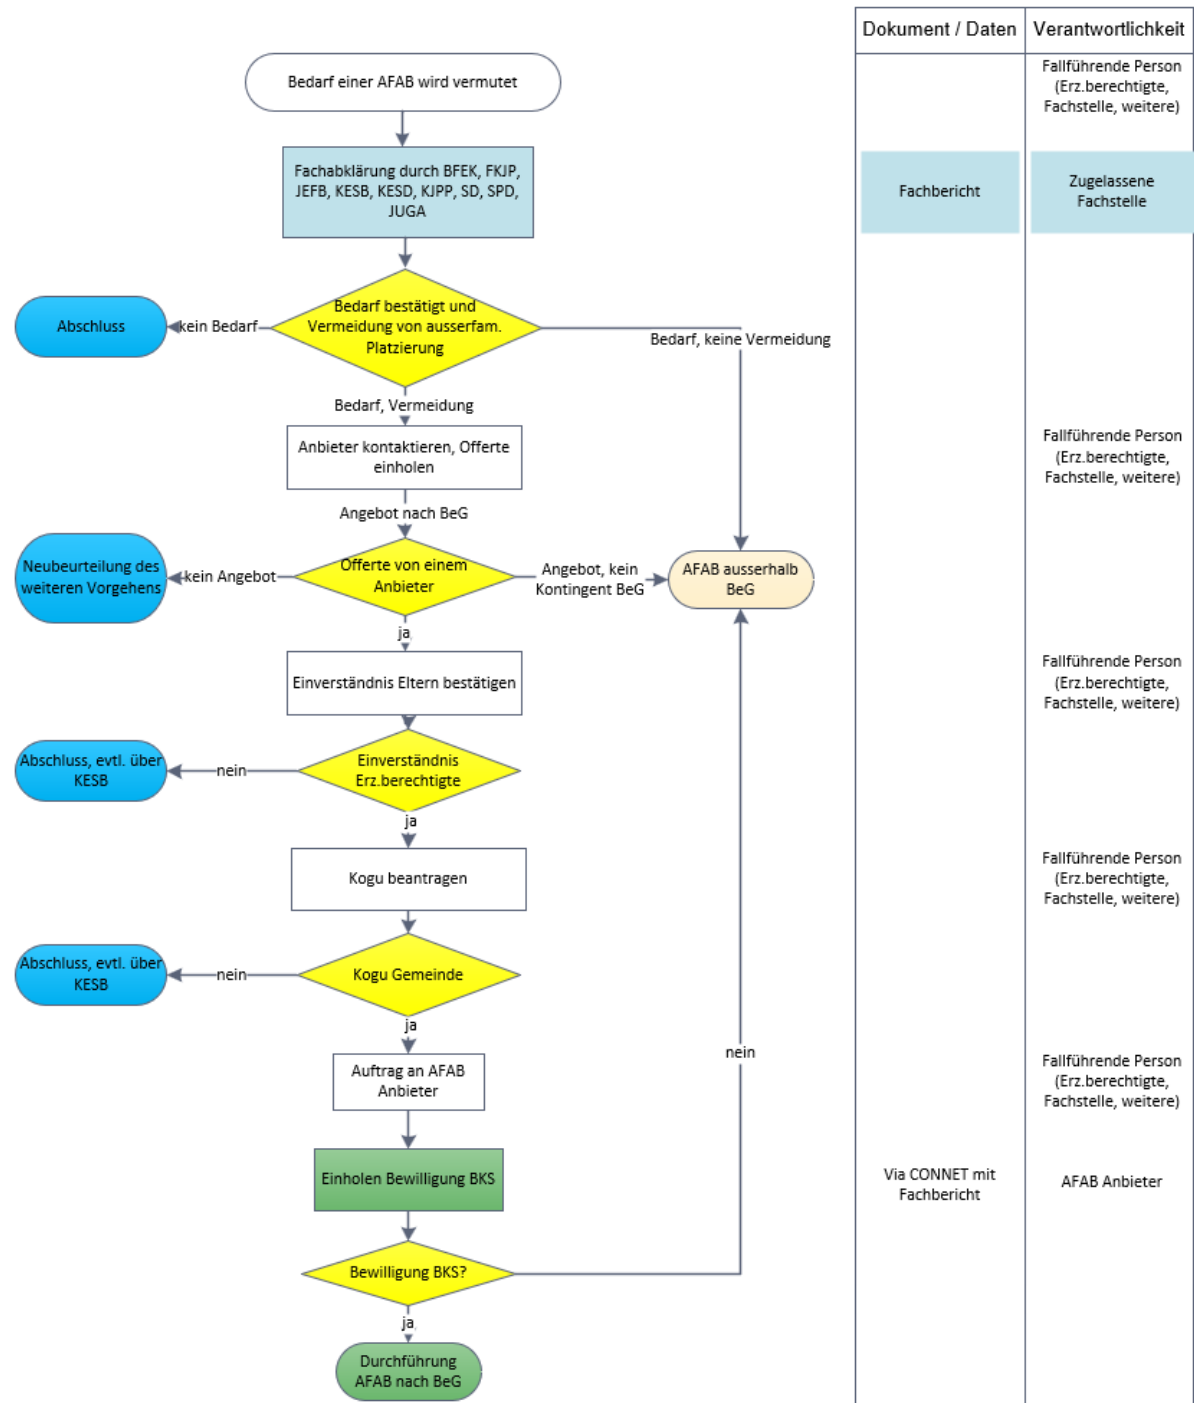 Dokument / Daten
Verantwortlichkeit
Bedarf einer AFAB wird vermutet
Fallführende Person
(Erz.berechtigte,
Fachstelle, weitere)
Fachabklärung durch BFEK, FKJP,
JEFB, KESB, KESD, KJPP, SD, SPD,
JUGA
Fachbericht
Zugelassene
Fachstelle
Bedarf bestätigt und
Vermeidung von ausserfam.
Platzierung
Abschluss
kein Bedarf
Bedarf, keine Vermeidung
Bedarf, Vermeidung
Anbieter kontaktieren, Offerte
einholen
Fallführende Person
(Erz.berechtigte,
Fachstelle, weitere)
Angebot nach BeG
Neubeurteilung des
weiteren Vorgehens
kein Angebot
Offerte von einem
Anbieter
Angebot, kein
Kontingent BeG
AFAB ausserhalb
BeG
ja
Einverständnis Eltern bestätigen
Fallführende Person
(Erz.berechtigte,
Fachstelle, weitere)
Abschluss, evtl. über
KESB
nein
Einverständnis
Erz.berechtigte
ja
Kogu beantragen
Fallführende Person
(Erz.berechtigte,
Fachstelle, weitere)
Abschluss, evtl. über
KESB
nein
Kogu Gemeinde
ja
nein
Auftrag an AFAB
Anbieter
Fallführende Person
(Erz.berechtigte,
Fachstelle, weitere)
Einholen Bewilligung BKS
Via CONNET mit
Fachbericht
AFAB Anbieter
Bewilligung BKS?
ja
Durchführung
AFAB nach BeG